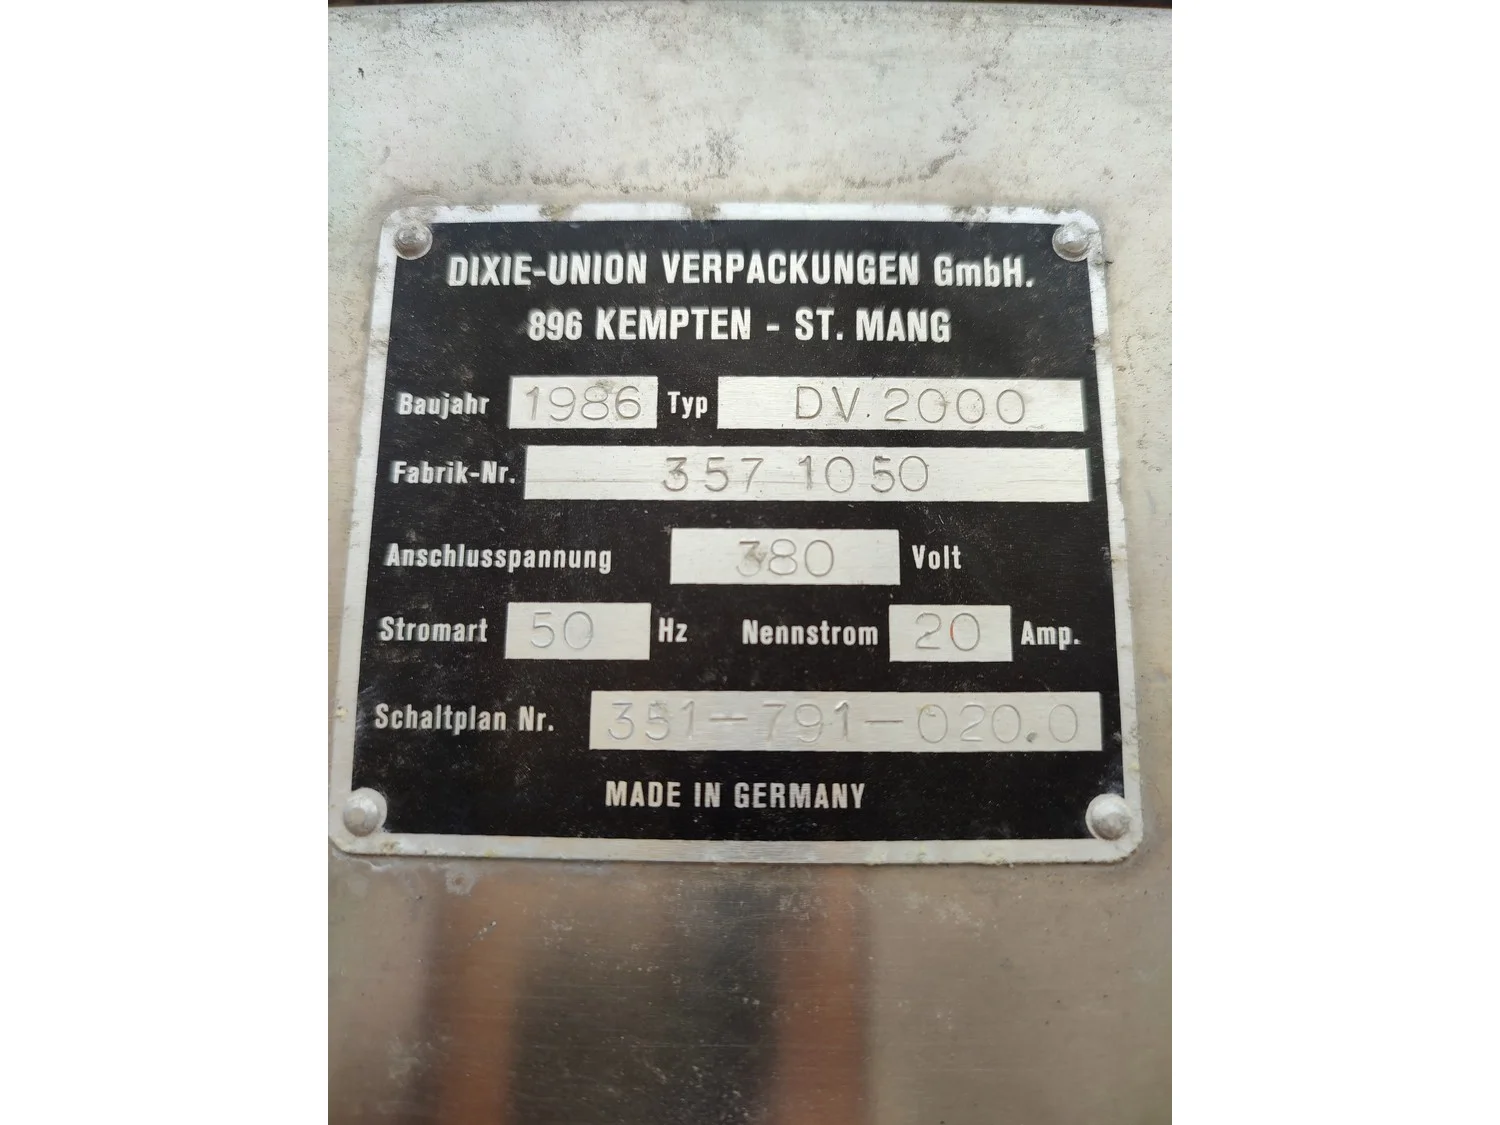 DIXIE-UNION VERPACKUNGEN GmbH.
896 KEMPTEN - ST. MANG
Baujahr 1986 Typ DV.2000
Fabrik-Nr. 357 1050
Anschlusspannung 380 Volt
Stromart 50 Hz Nennstrom 20 Amp.
Schaltplan Nr. 351-791-020.0
MADE IN GERMANY